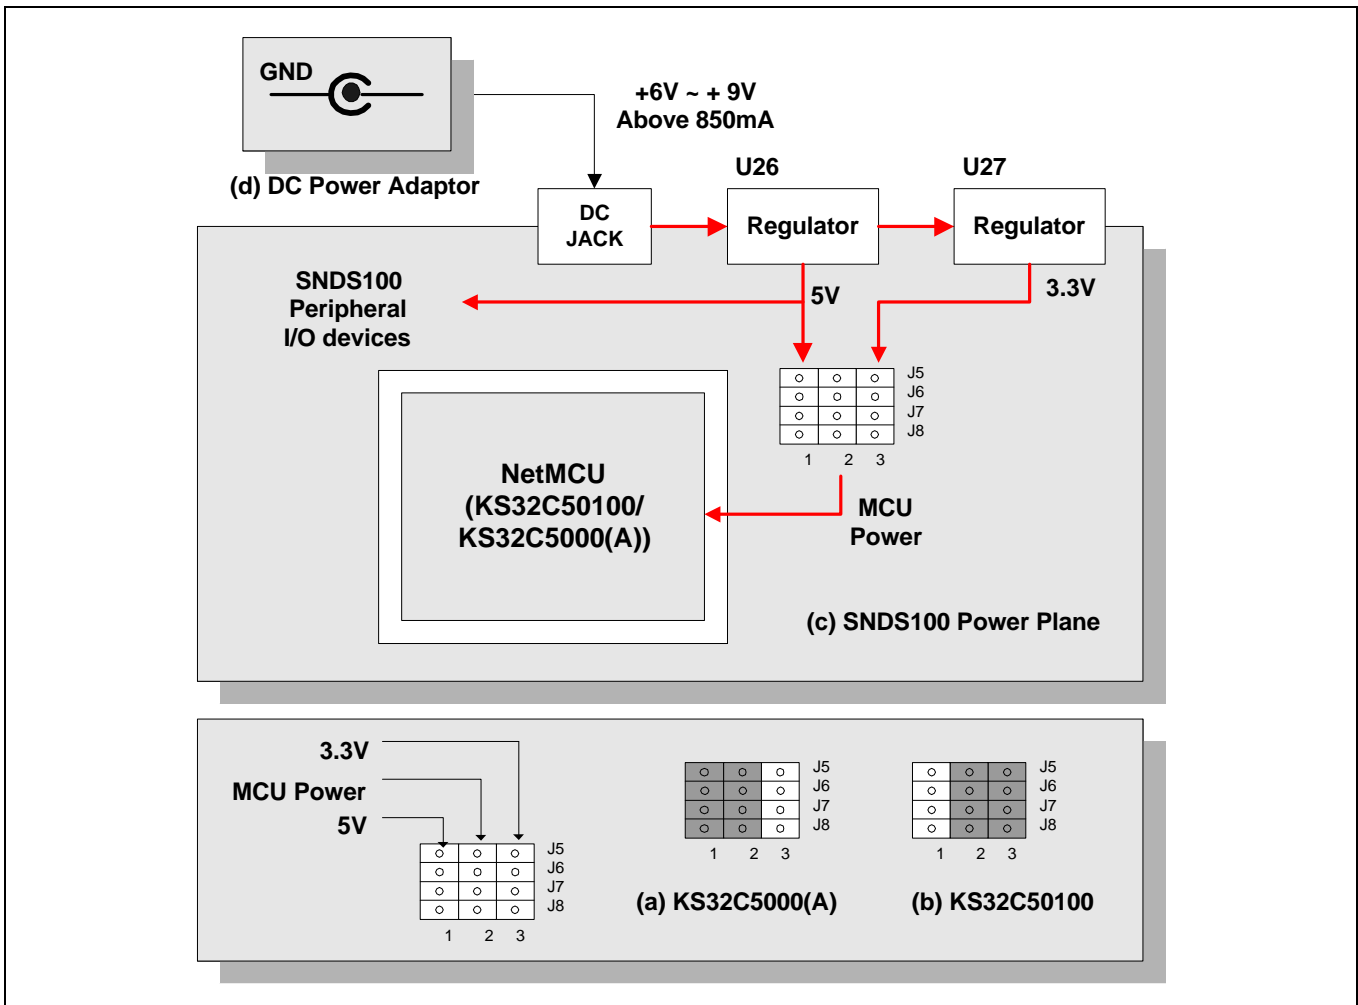 GND
(d) DC Power Adaptor
+6V ~ + 9V
Above 850mA
U26
U27
DC
JACK
Regulator
Regulator
SNDS100
Peripheral
I/O devices
5V
3.3V
J5
J6
J7
J8
1 2 3
NetMCU
(KS32C50100/
KS32C5000(A))
MCU
Power
(c) SNDS100 Power Plane
3.3V
MCU Power
5V
J5
J6
J7
J8
1 2 3
J5
J6
J7
J8
1 2 3
(a) KS32C5000(A)
J5
J6
J7
J8
1 2 3
(b) KS32C50100